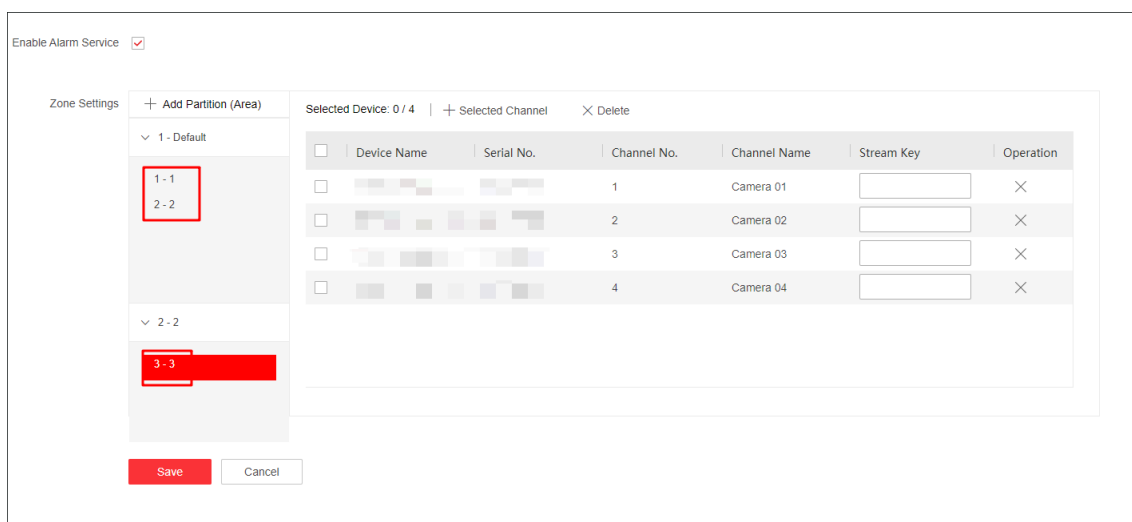 Enable Alarm Service
Zone Settings
Add Partition (Area)
1 - Default
1 - 1
2 - 2
2 - 2
3 - 3
Selected Device: 0 / 4 | Selected Channel Delete
Device Name Serial No. Channel No. Channel Name Stream Key Operation
1 Camera 01
2 Camera 02
3 Camera 03
4 Camera 04
Save Cancel